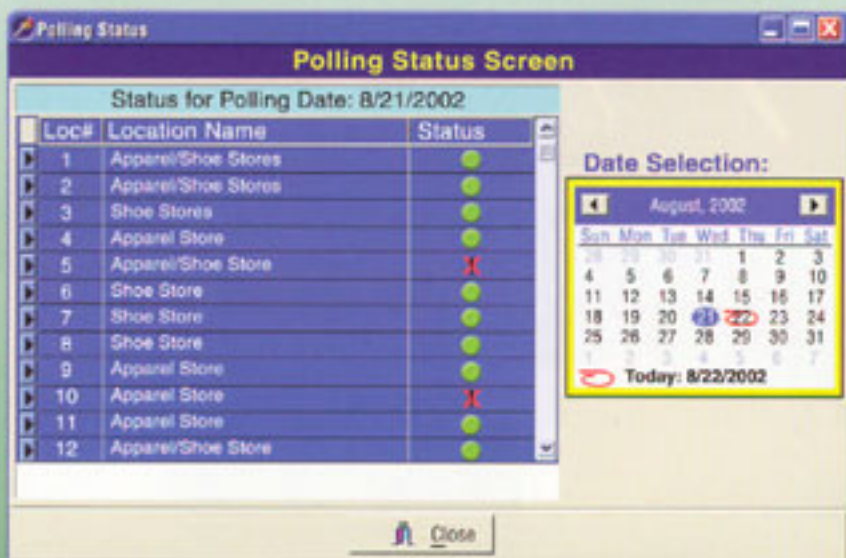 Polling Status
Polling Status Screen
Status for Polling Date: 8/21/2002
Loc# Location Name Status
1 Apparel/Shoe Stores
2 Apparel/Shoe Stores
3 Shoe Stores
4 Apparel Store
5 Apparel/Shoe Store X
6 Shoe Store
7 Shoe Store
8 Shoe Store
9 Apparel Store
10 Apparel Store X
11 Apparel Store
12 Apparel/Shoe Store
Date Selection:
August, 2002
Sun Mon Tue Wed Thu Fri Sat
28 29 30 31 1 2 3
4 5 6 7 8 9 10
11 12 13 14 15 16 17
18 19 20 21 22 23 24
25 26 27 28 29 30 31
1 2 3 4 5 6 7
Today: 8/22/2002
Close